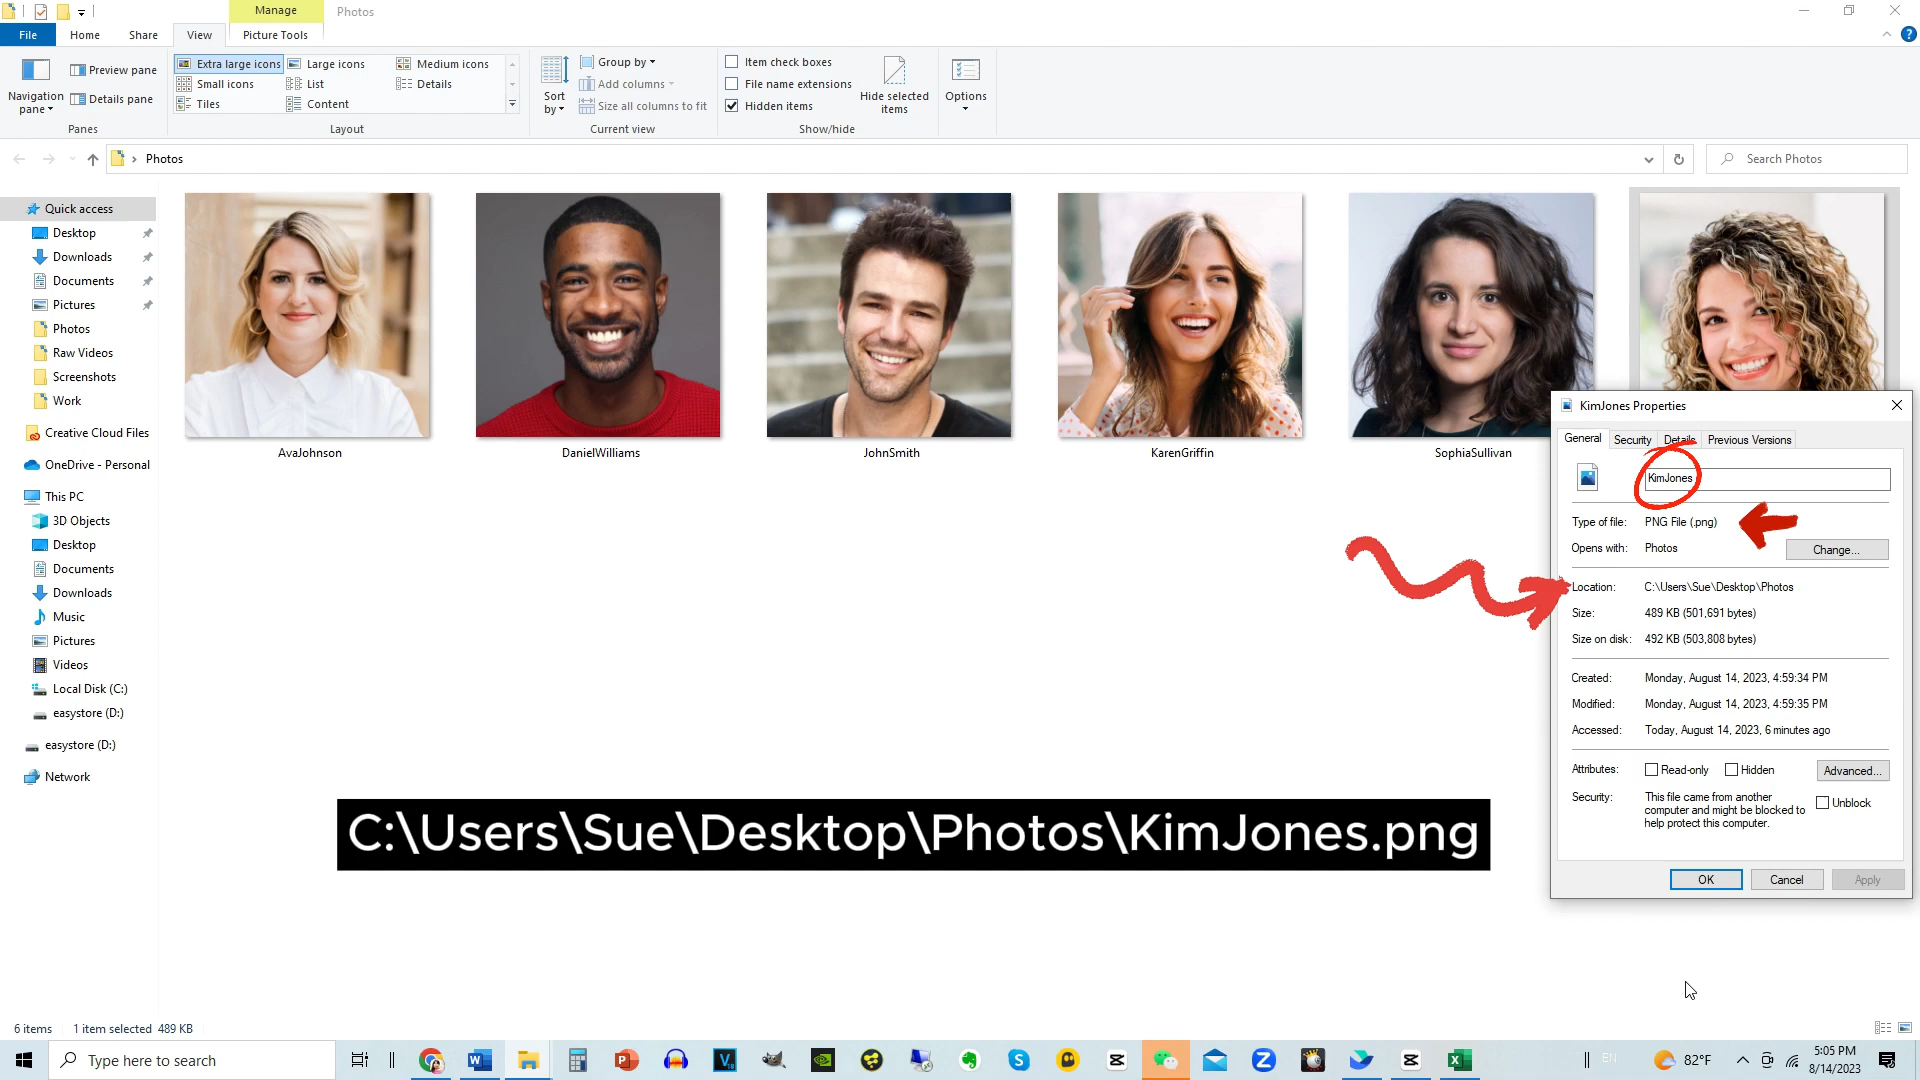 Manage
Photos
File
Home
Share
View
Picture Tools
Navigation pane
Preview pane
Details pane
Panes
Extra large icons
Large icons
Medium icons
Small icons
List
Details
Tiles
Content
Layout
Sort by
Group by
Add columns
Size all columns to fit
Current view
Item check boxes
File name extensions
Hidden items
Hide selected items
Show/hide
Options
Photos
Search Photos
Quick access
Desktop
Downloads
Documents
Pictures
Photos
Raw Videos
Screenshots
Work
Creative Cloud Files
OneDrive - Personal
This PC
3D Objects
Desktop
Documents
Downloads
Music
Pictures
Videos
Local Disk (C:)
easystore (D:)
easystore (D:)
Network
AvaJohnson
DanielWilliams
JohnSmith
KarenGriffin
SophiaSullivan
KimJones Properties
General
Security
Details
Previous Versions
KimJones
Type of file: PNG File (.png)
Opens with: Photos
Change...
Location: C:\Users\Sue\Desktop\Photos
Size: 489 KB (501,691 bytes)
Size on disk: 492 KB (503,808 bytes)
Created: Monday, August 14, 2023, 4:59:34 PM
Modified: Monday, August 14, 2023, 4:59:35 PM
Accessed: Today, August 14, 2023, 6 minutes ago
Attributes: Read-only Hidden Advanced...
Security: This file came from another
computer and might be blocked to
help protect this computer.
Unblock
OK
Cancel
Apply
C:\Users\Sue\Desktop\Photos\KimJones.png
6 items
1 item selected 489 KB
Type here to search
EN
82°F
5:05 PM
8/14/2023